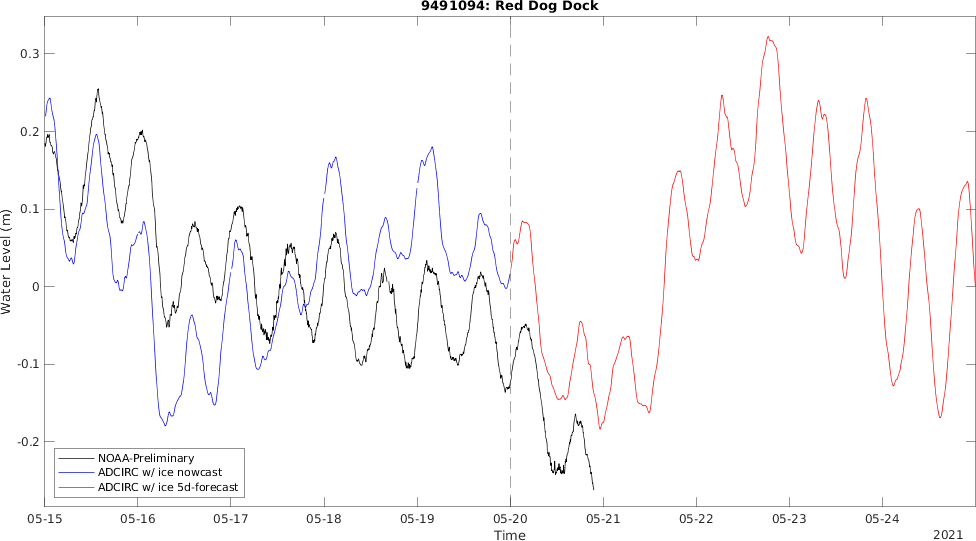 9491094: Red Dog Dock
Water Level (m)
0.3
0.2
0.1
0
-0.1
-0.2
NOAA-Preliminary
ADCIRC w/ ice nowcast
ADCIRC w/ ice 5d-forecast
05-15 05-16 05-17 05-18 05-19 05-20 05-21 05-22 05-23 05-24
Time
2021